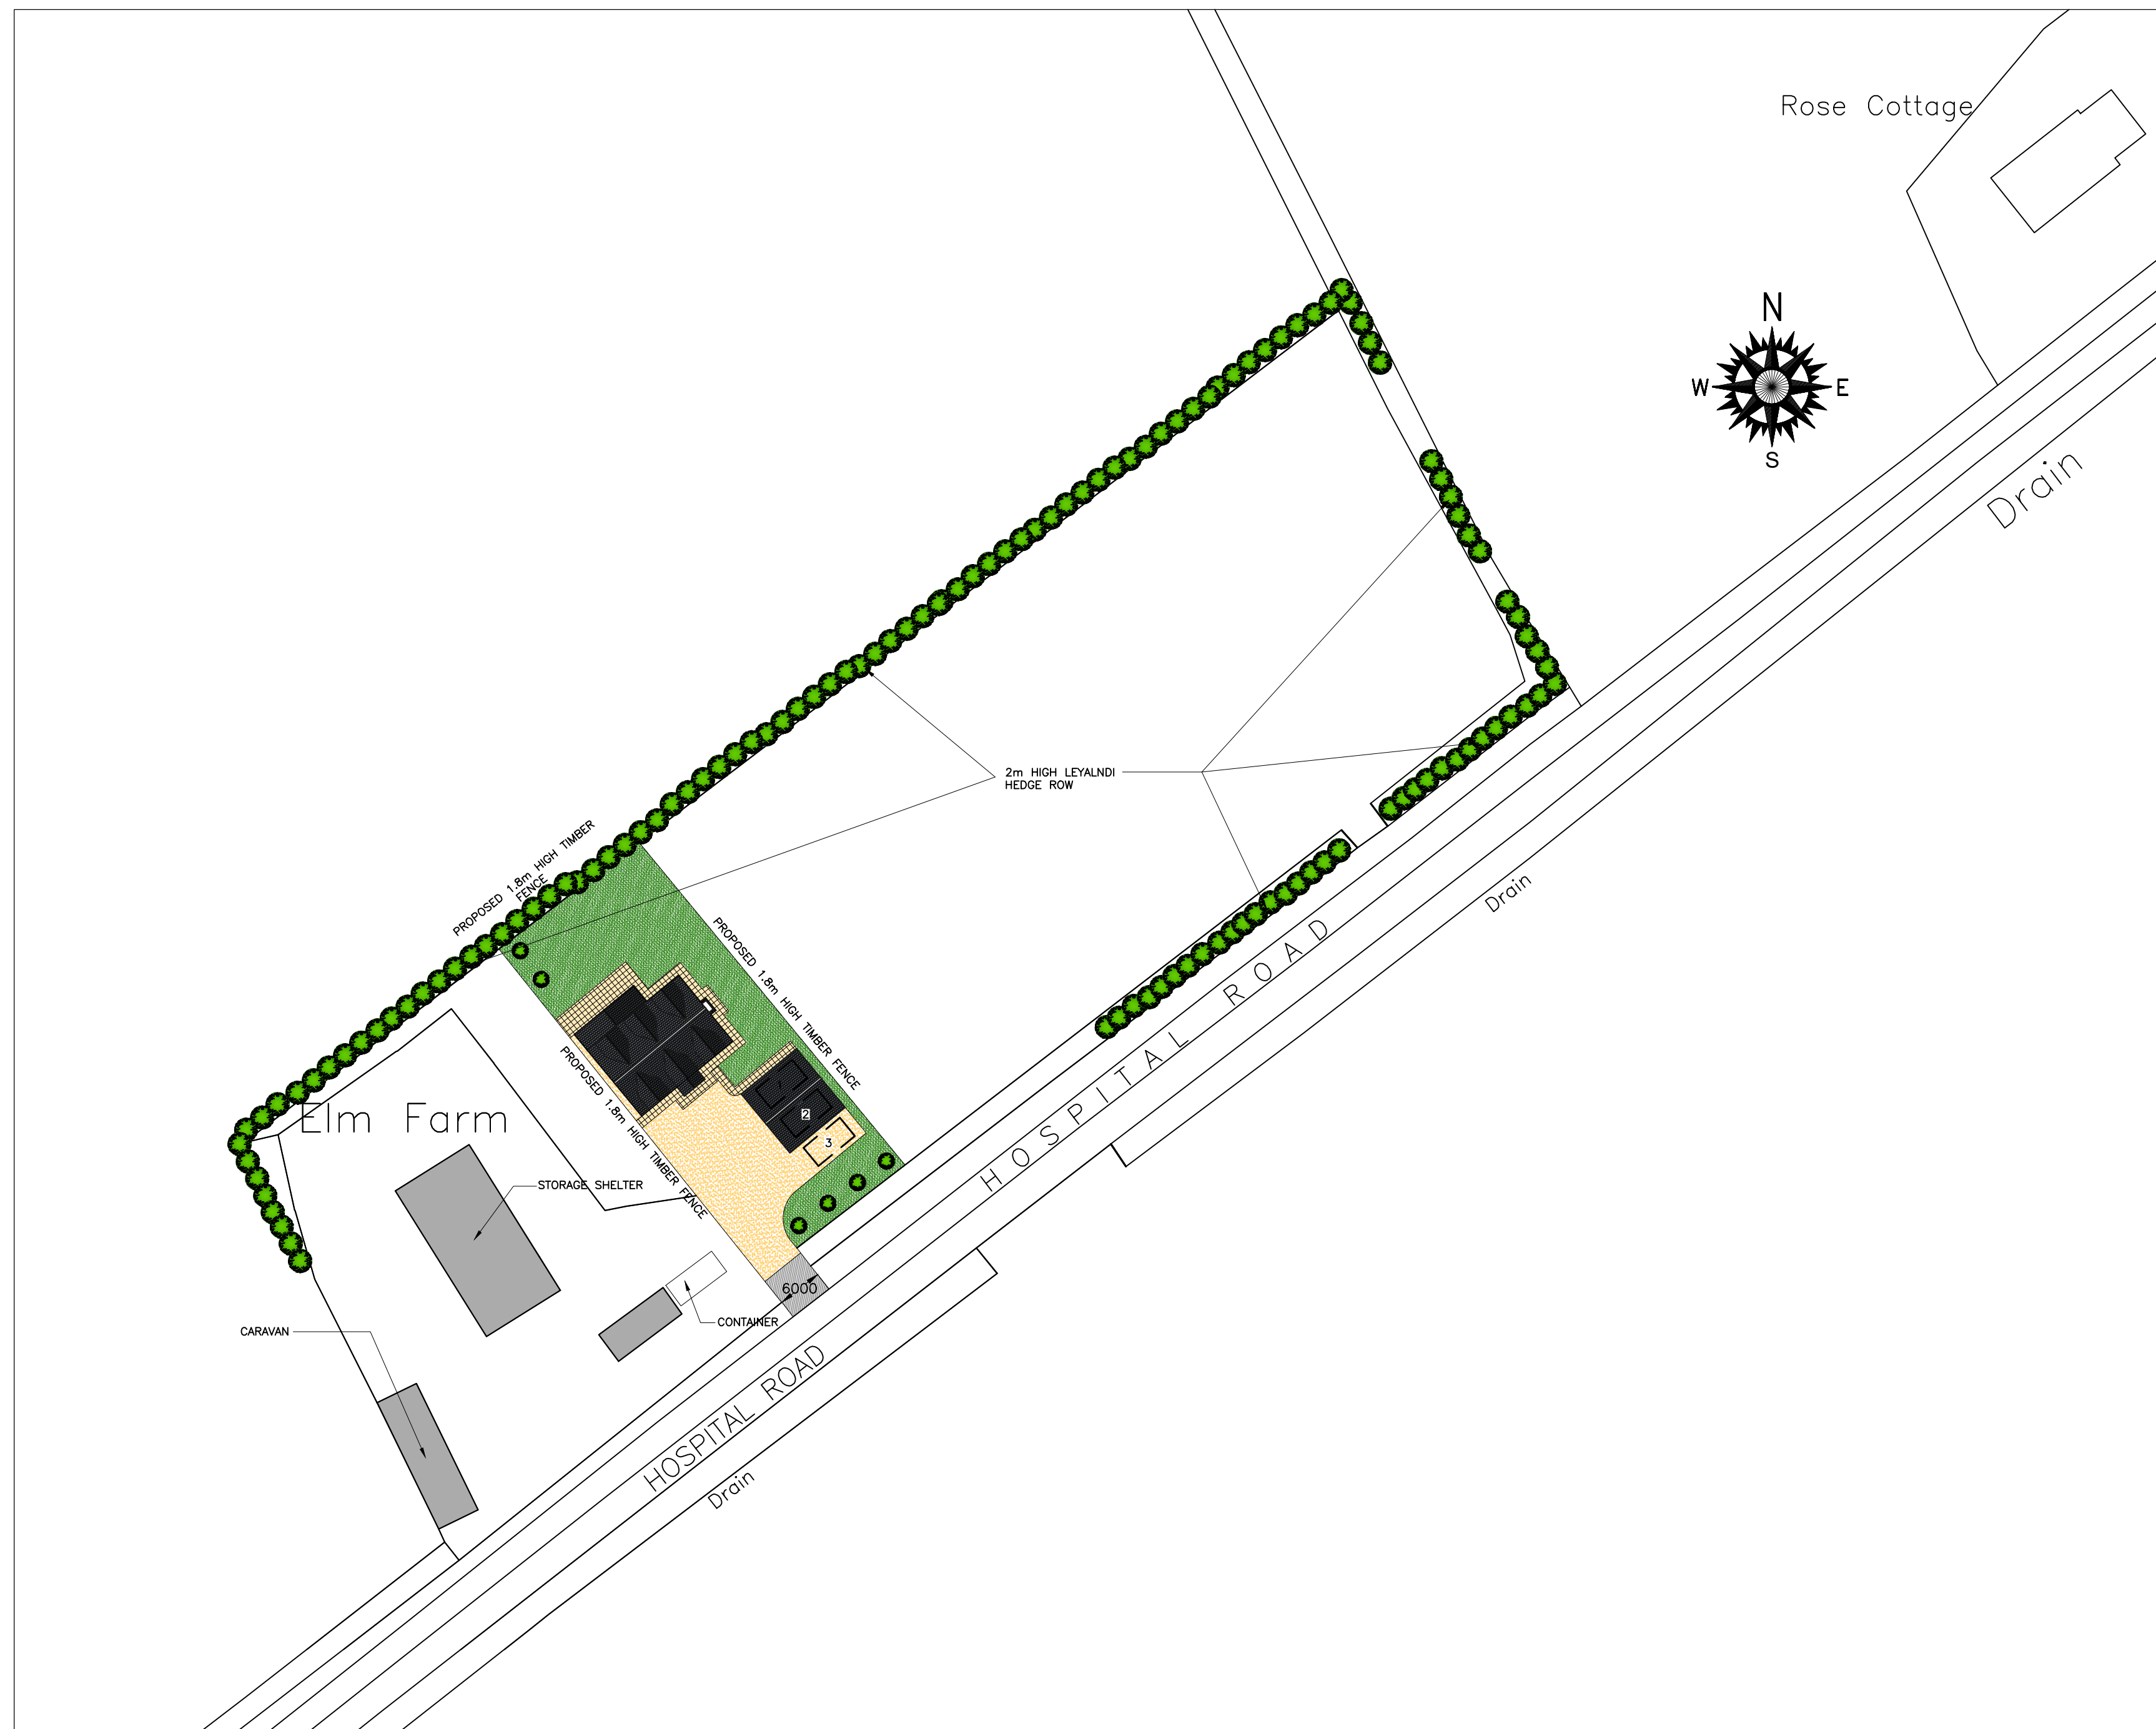 Rose Cottage
N
W
E
S
Drain
2m HIGH LEYALNDI
HEDGE ROW
PROPOSED 1.8m HIGH TIMBER
FENCE
PROPOSED 1.8m HIGH TIMBER FENCE
Drain
HOSPITAL ROAD
PROPOSED 1.8m HIGH TIMBER FENCE
Elm Farm
2
3
STORAGE SHELTER
6000
CONTAINER
CARAVAN
HOSPITAL ROAD
Drain